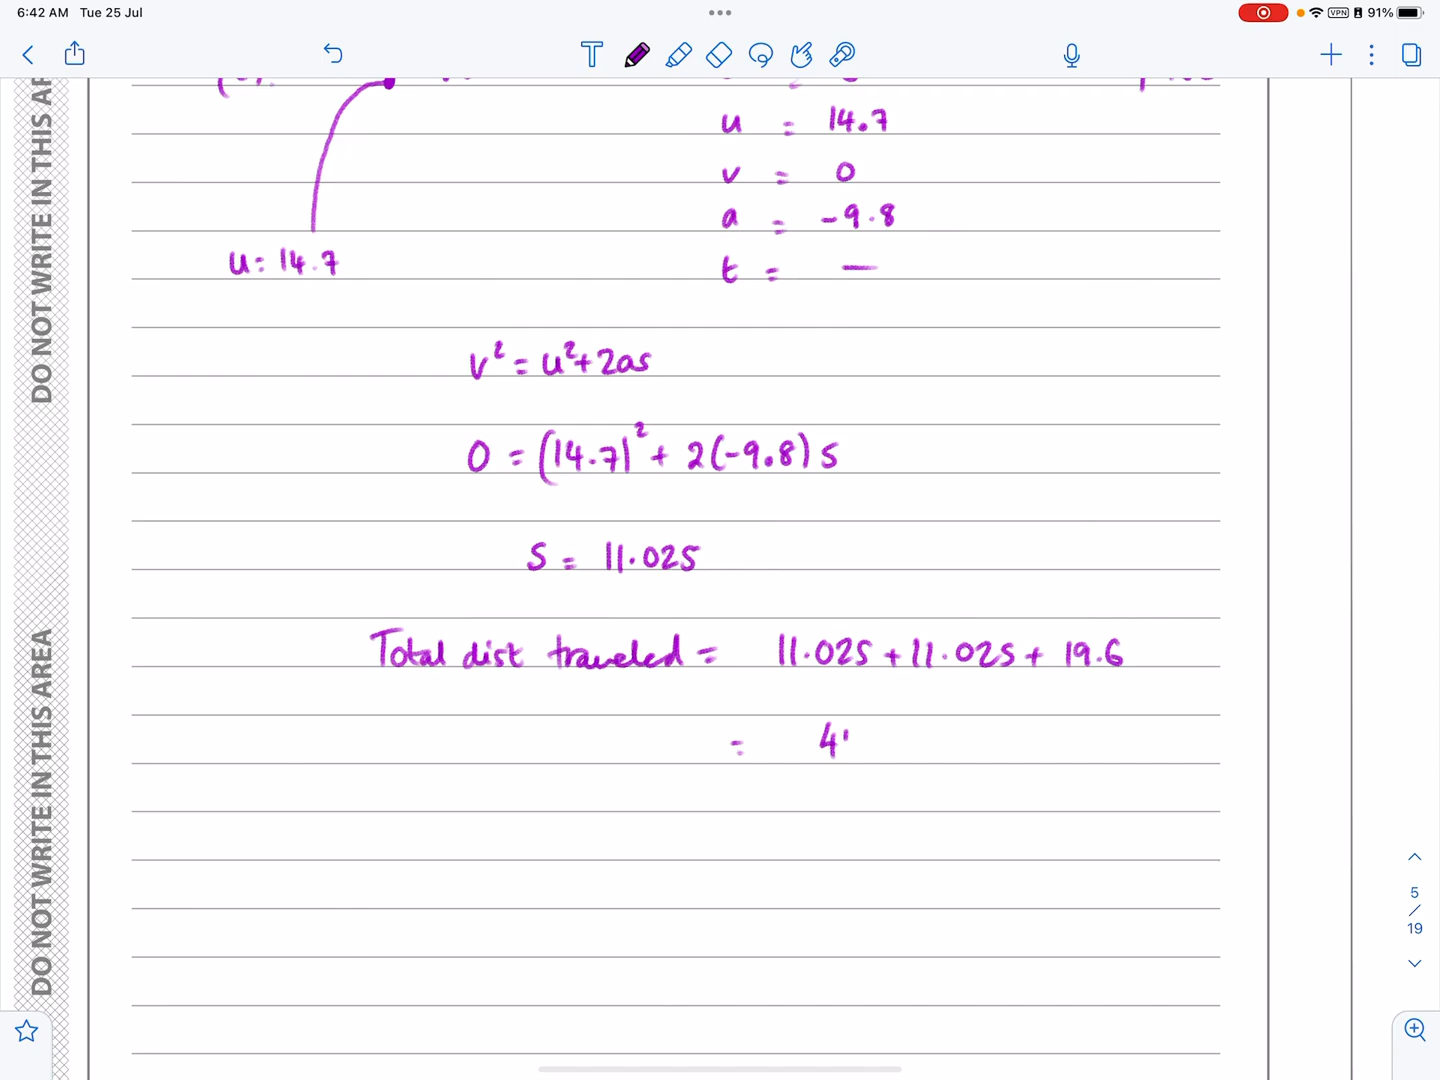 6:42 AM Tue 25 Jul
VPN 91%
T
u = 14.7
v = 0
a = -9.8
t = —
u = 14.7
v² = u² + 2as
0 = (14.7)² + 2(-9.8) s
s = 11.025
Total dist traveled = 11.025 + 11.025 + 19.6
= 4
DO NOT WRITE IN THIS AREA
DO NOT WRITE IN THIS AREA
5
/
19